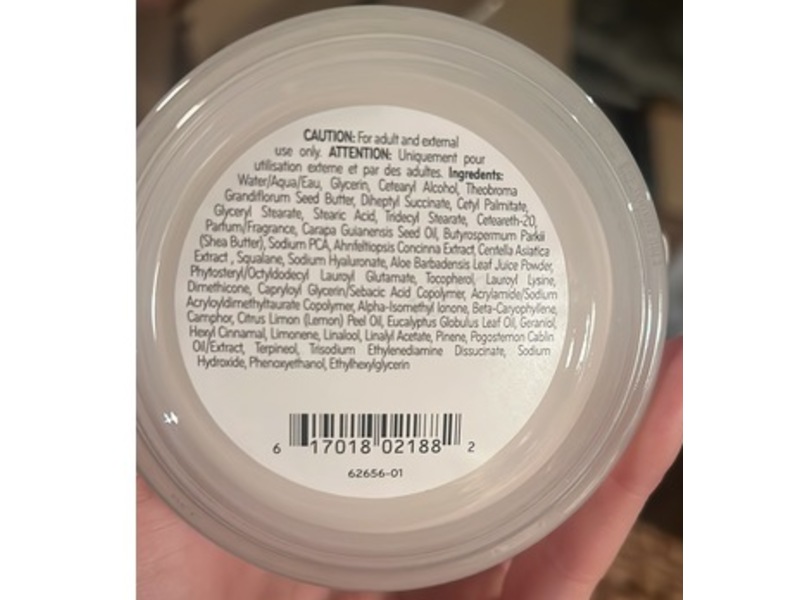 CAUTION: For adult and external
use only. ATTENTION: Uniquement pour
utilisation externe et par des adultes. Ingredents:
Water/Aqua/Eau, Glycerin, Cetearyl Alcohol, Theobroma
Grandiflorum Seed Butter, Diheptyl Succinate, Cetyl Palmitate,
Glyceryl Stearate, Stearic Acid, Tridecyl Stearate, Ceteareth-20,
Parfum/Fragrance, Carapa Guianensis Seed Oil, Butyrospermum Parkii
(Shea Butter), Sodium PCA, Ahnfeltiopsis Concinna Extract, Centella Asiatica
Extract , Squalane, Sodium Hyaluronate, Aloe Barbadensis Leaf Juice Powder,
Phytosteryl/Octyldodecyl Lauroyl Glutamate, Tocopherol, Lauroyl Lysine,
Dimethicone, Capryloyl Glycerin/Sebacic Acid Copolymer, Acrylamide/Sodium
Acryloyldimethyltaurate Copolymer, Alpha-Isomethyl Ionone, Beta-Caryophyllene,
Camphor, Citrus Limon (Lemon) Peel Oil, Eucalyptus Globulus Leaf Oil, Geraniol,
Hexyl Cinnamal, Limonene, Linalool, Linalyl Acetate, Pinene, Pogostemon Cablin
Oil/Extract, Terpineol, Trisodium Ethylenediamine Dissucinate, Sodium
Hydroxide, Phenoxyethanol, Ethylhexylglycerin
6 17018 02188 2
62656-01